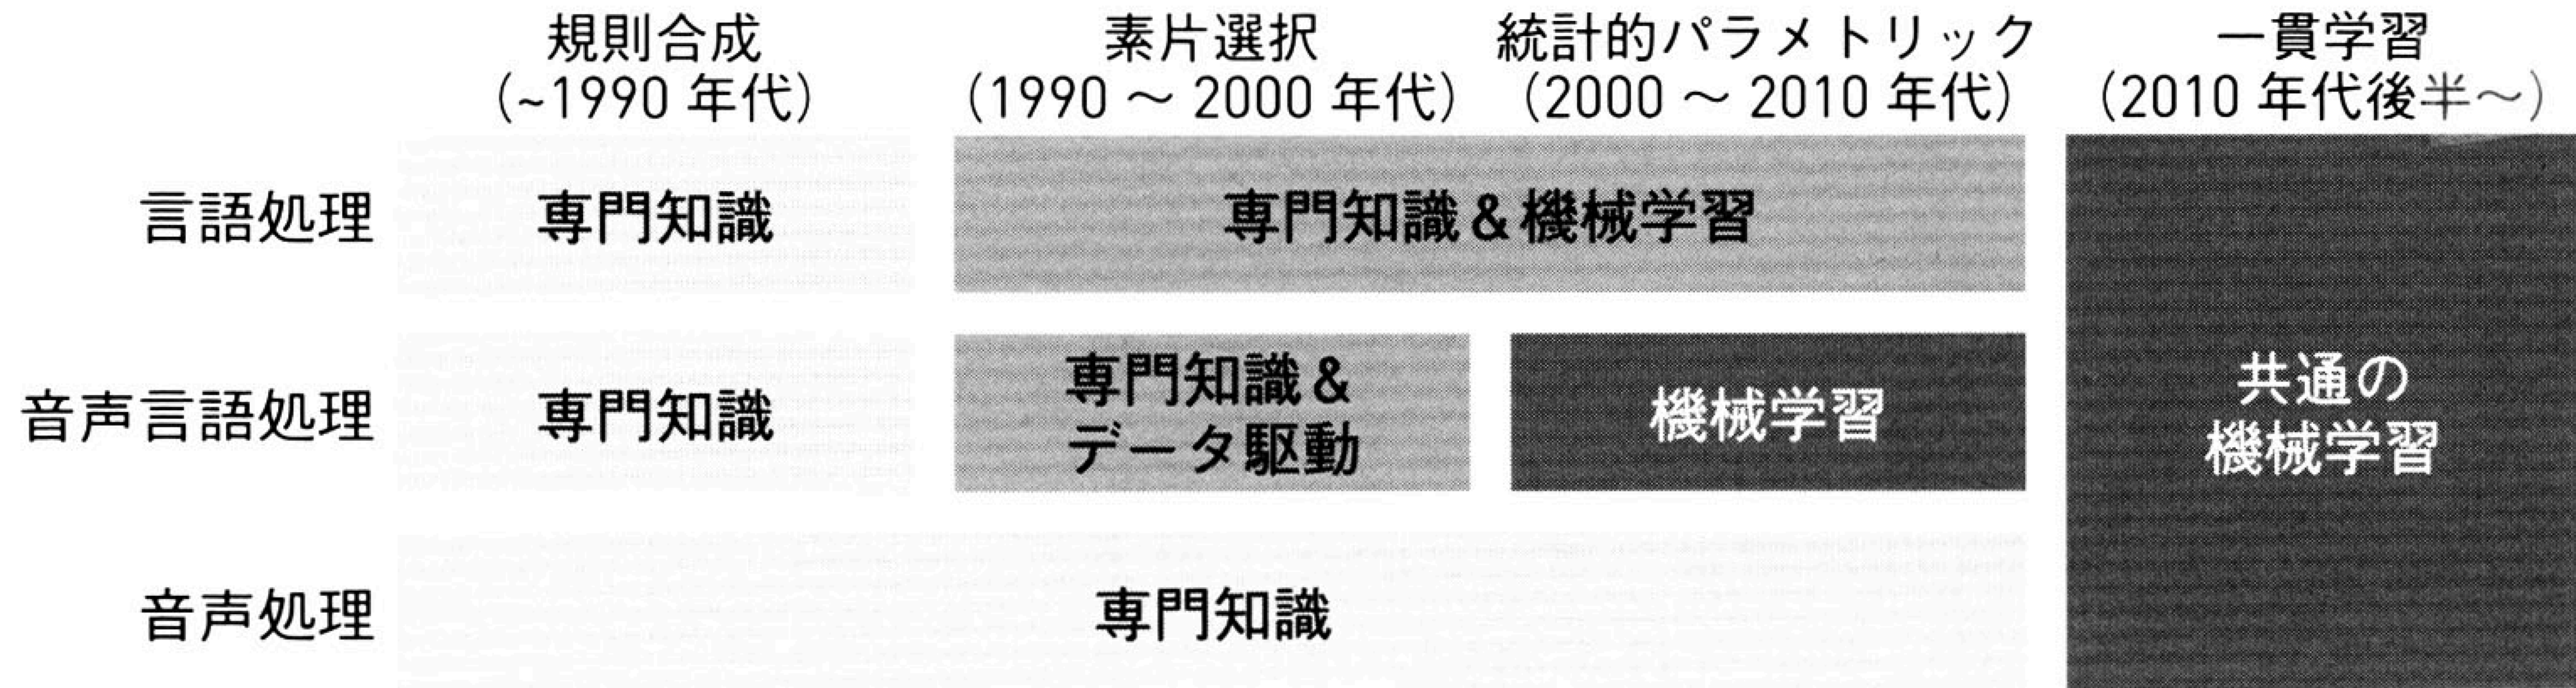 規則合成
(~1990 年代)
素片選択
(1990 ～ 2000 年代)
統計的パラメトリック
(2000 ～ 2010 年代)
一貫学習
(2010 年代後半～)
言語処理
専門知識
専門知識&機械学習
音声言語処理
専門知識
専門知識&
データ駆動
機械学習
共通の
機械学習
音声処理
専門知識